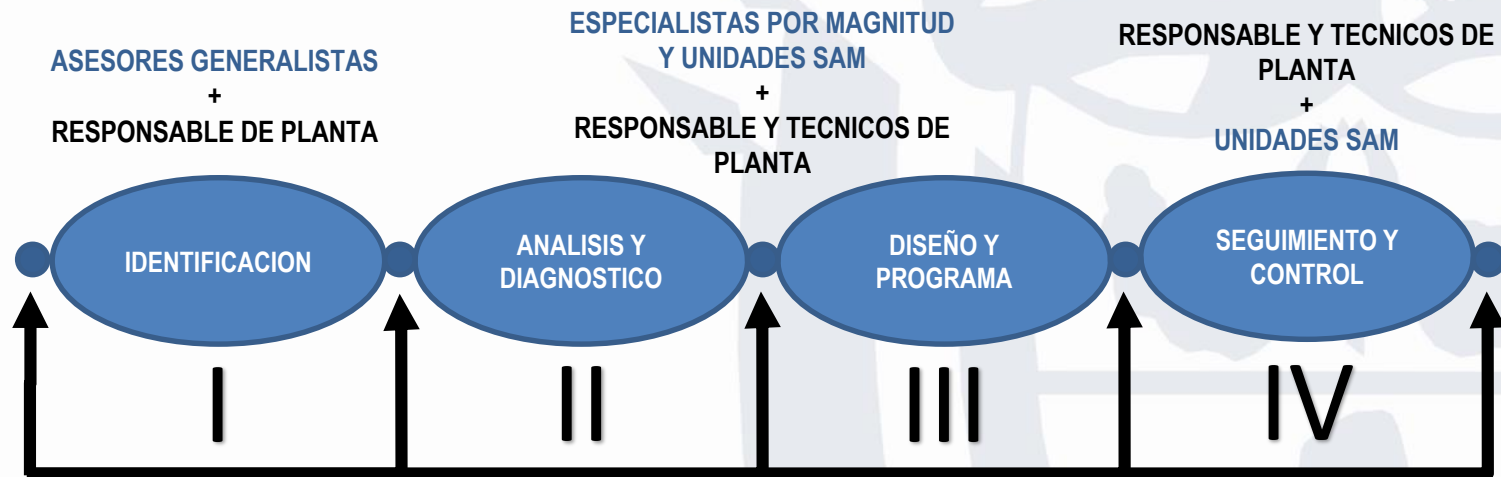 ASESORES GENERALISTAS
+
RESPONSABLE DE PLANTA
ESPECIALISTAS POR MAGNITUD
Y UNIDADES SAM
+
RESPONSABLE Y TECNICOS DE
PLANTA
RESPONSABLE Y TECNICOS DE
PLANTA
+
UNIDADES SAM
IDENTIFICACION
ANALISIS Y
DIAGNOSTICO
DISEÑO Y
PROGRAMA
SEGUIMIENTO Y
CONTROL
I
II
III
IV